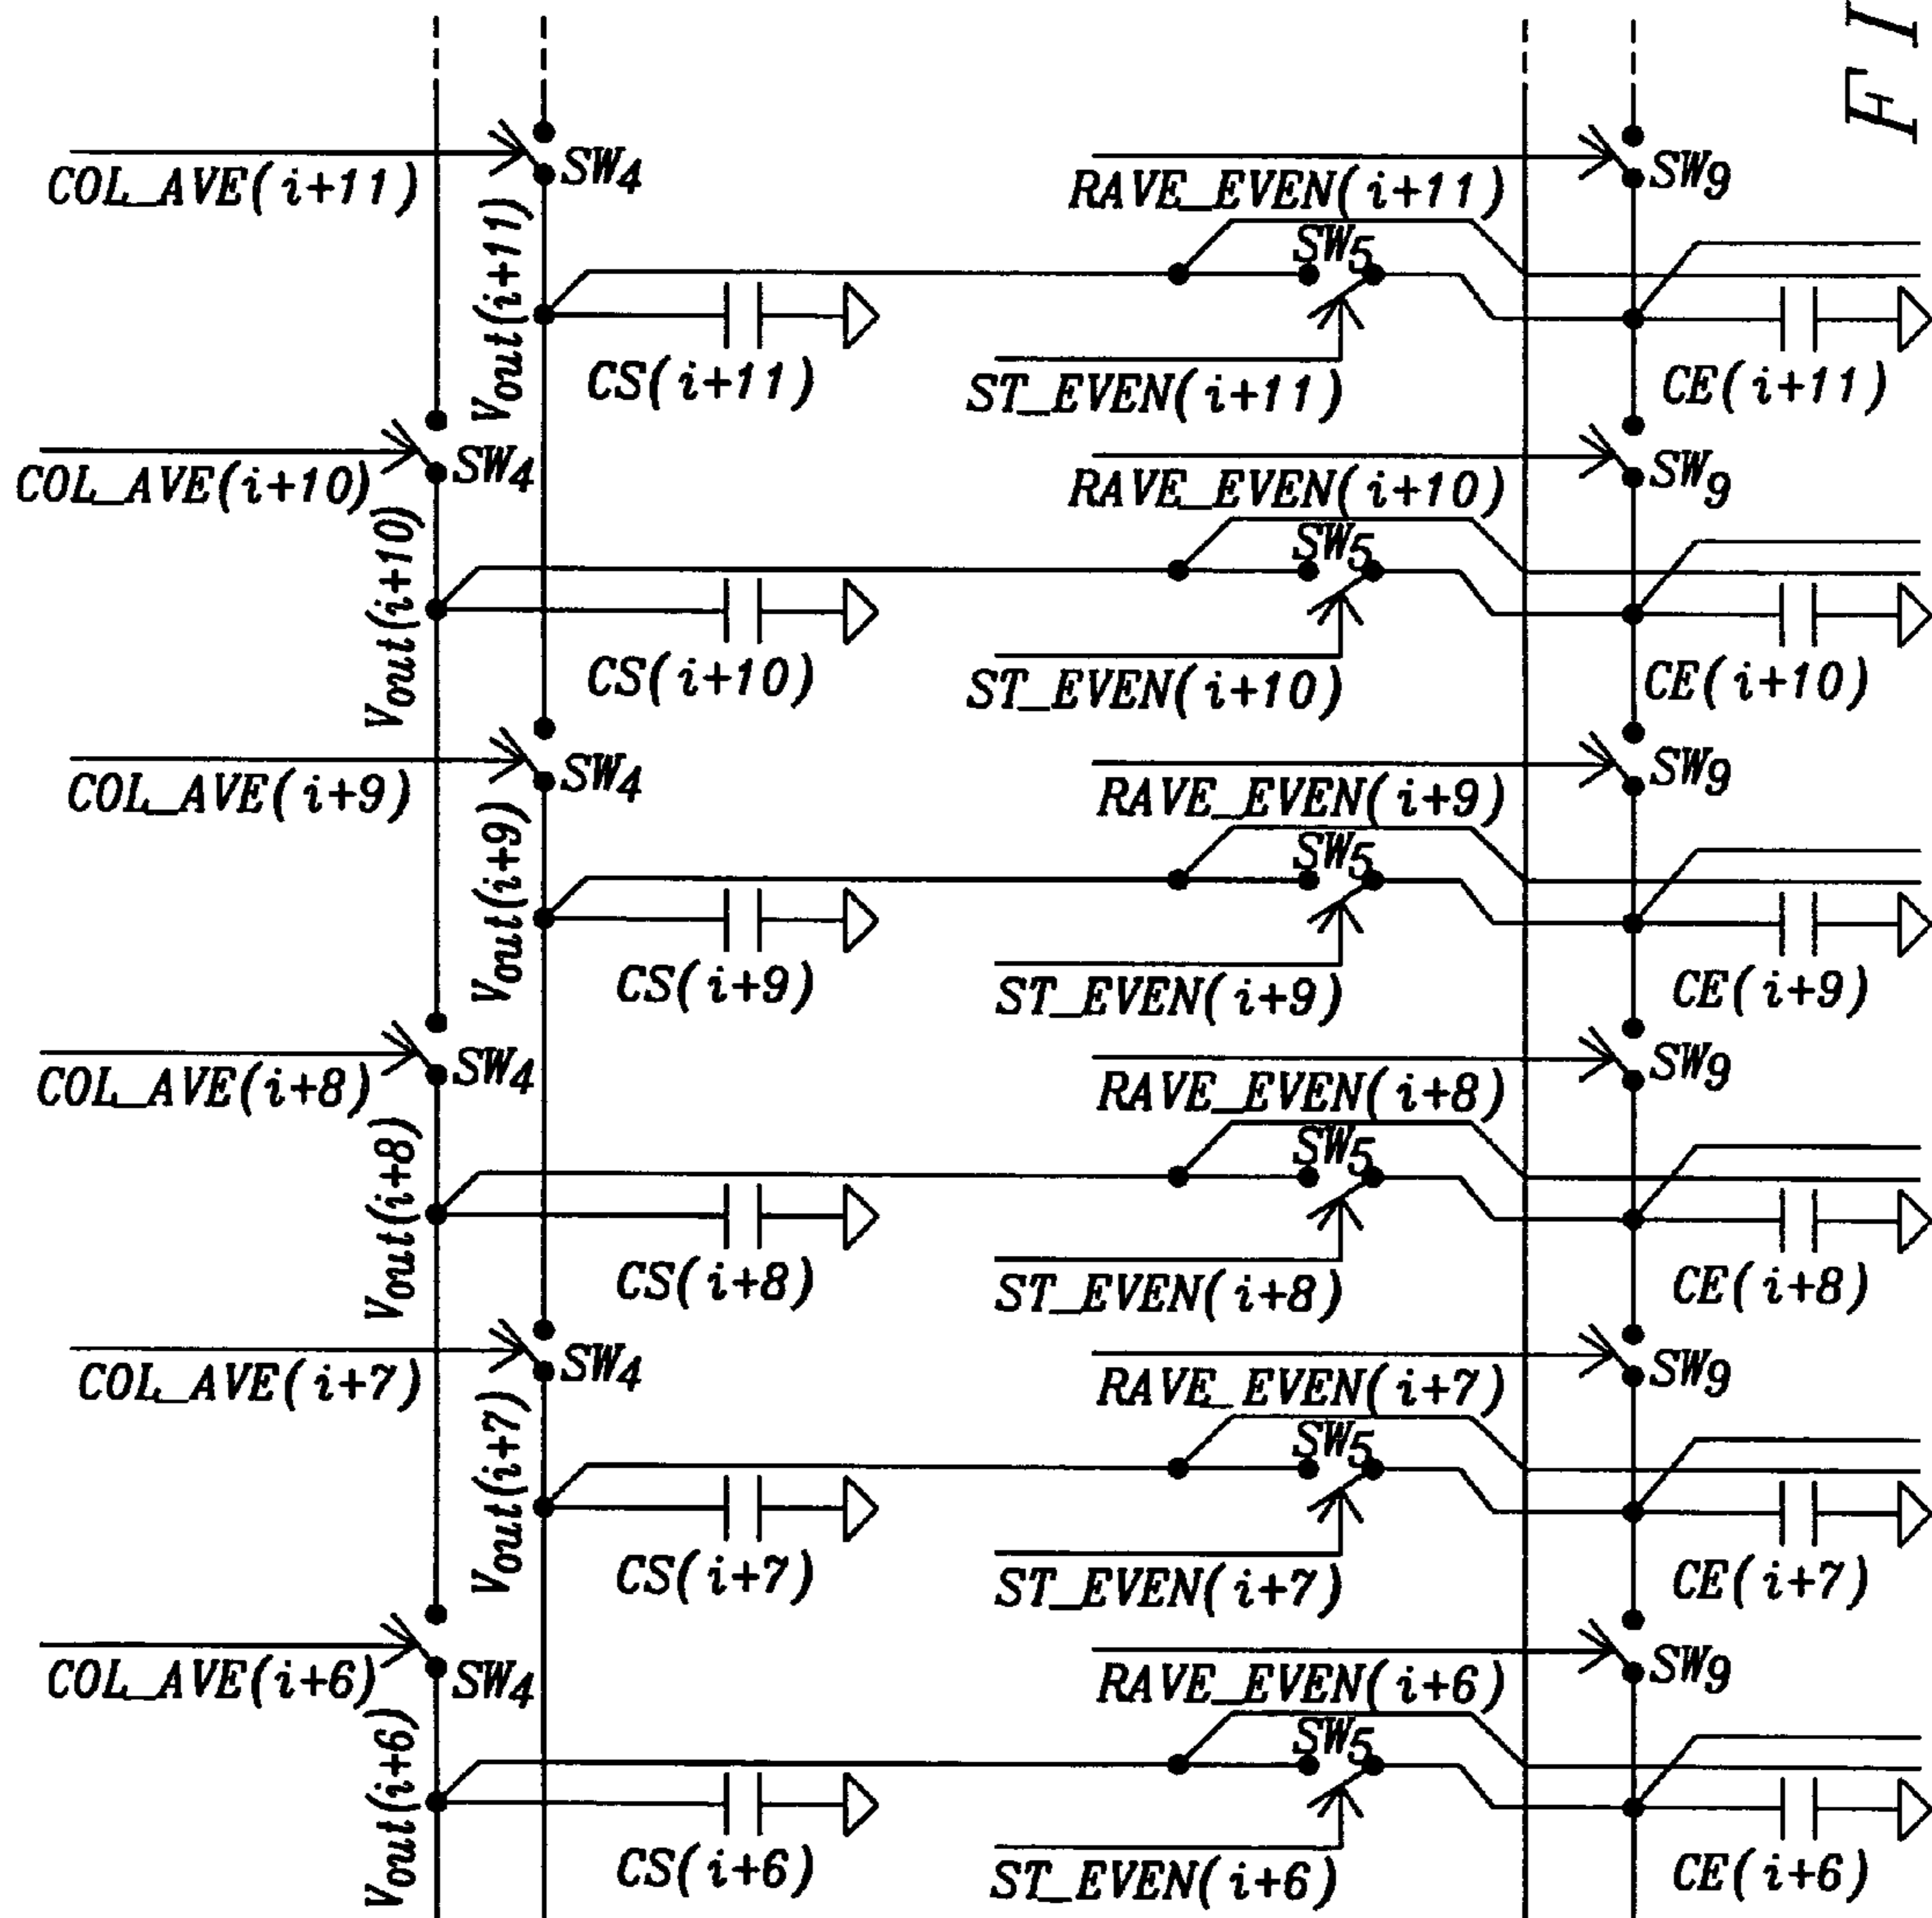 F I
SW4
SW9
COL_AVE(i+11)
RAVE_EVEN(i+11)
Vout(i+11)
SW5
CS(i+11)
ST_EVEN(i+11)
CE(i+11)
SW4
SW9
COL_AVE(i+10)
RAVE_EVEN(i+10)
Vout(i+10)
SW5
CS(i+10)
ST_EVEN(i+10)
CE(i+10)
SW4
SW9
COL_AVE(i+9)
RAVE_EVEN(i+9)
Vout(i+9)
SW5
CS(i+9)
ST_EVEN(i+9)
CE(i+9)
SW4
SW9
COL_AVE(i+8)
RAVE_EVEN(i+8)
Vout(i+8)
SW5
CS(i+8)
ST_EVEN(i+8)
CE(i+8)
SW4
SW9
COL_AVE(i+7)
RAVE_EVEN(i+7)
Vout(i+7)
SW5
CS(i+7)
ST_EVEN(i+7)
CE(i+7)
SW4
SW9
COL_AVE(i+6)
RAVE_EVEN(i+6)
Vout(i+6)
SW5
CS(i+6)
ST_EVEN(i+6)
CE(i+6)